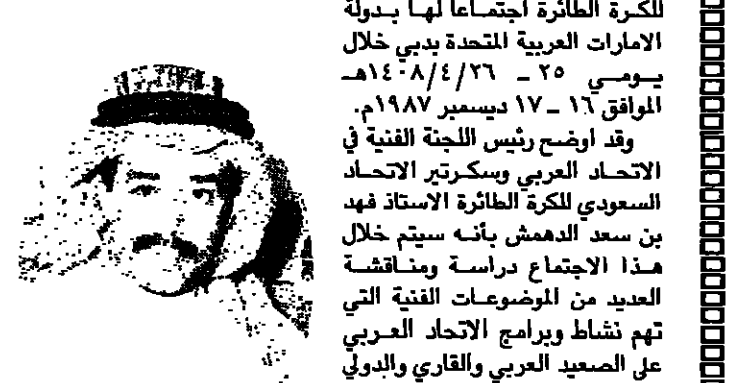 للكرة الطائرة اجتماعا لها بدولة
الامارات العربية المتحدة بدبي خلال
يومي ٢٥ - ١٤٠٨/٤/٢٦هـ
الموافق ١٦ - ١٧ ديسمبر ١٩٨٧م.
وقد اوضح رئيس اللجنة الفنية في
الاتحاد العربي وسكرتير الاتحاد
السعودي للكرة الطائرة الاستاذ فهد
بن سعد الدهمش بأنه سيتم خلال
هذا الاجتماع دراسة ومناقشة
العديد من الموضوعات الفنية التي
تهم نشاط وبرامج الاتحاد العربي
على الصعيد العربي والقاري والدولي